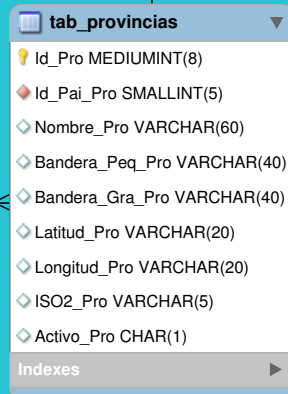 tab_provincias
Id_Pro MEDIUMINT(8)
Id_Pai_Pro SMALLINT(5)
Nombre_Pro VARCHAR(60)
Bandera_Peq_Pro VARCHAR(40)
Bandera_Gra_Pro VARCHAR(40)
Latitud_Pro VARCHAR(20)
Longitud_Pro VARCHAR(20)
ISO2_Pro VARCHAR(5)
Activo_Pro CHAR(1)
Indexes